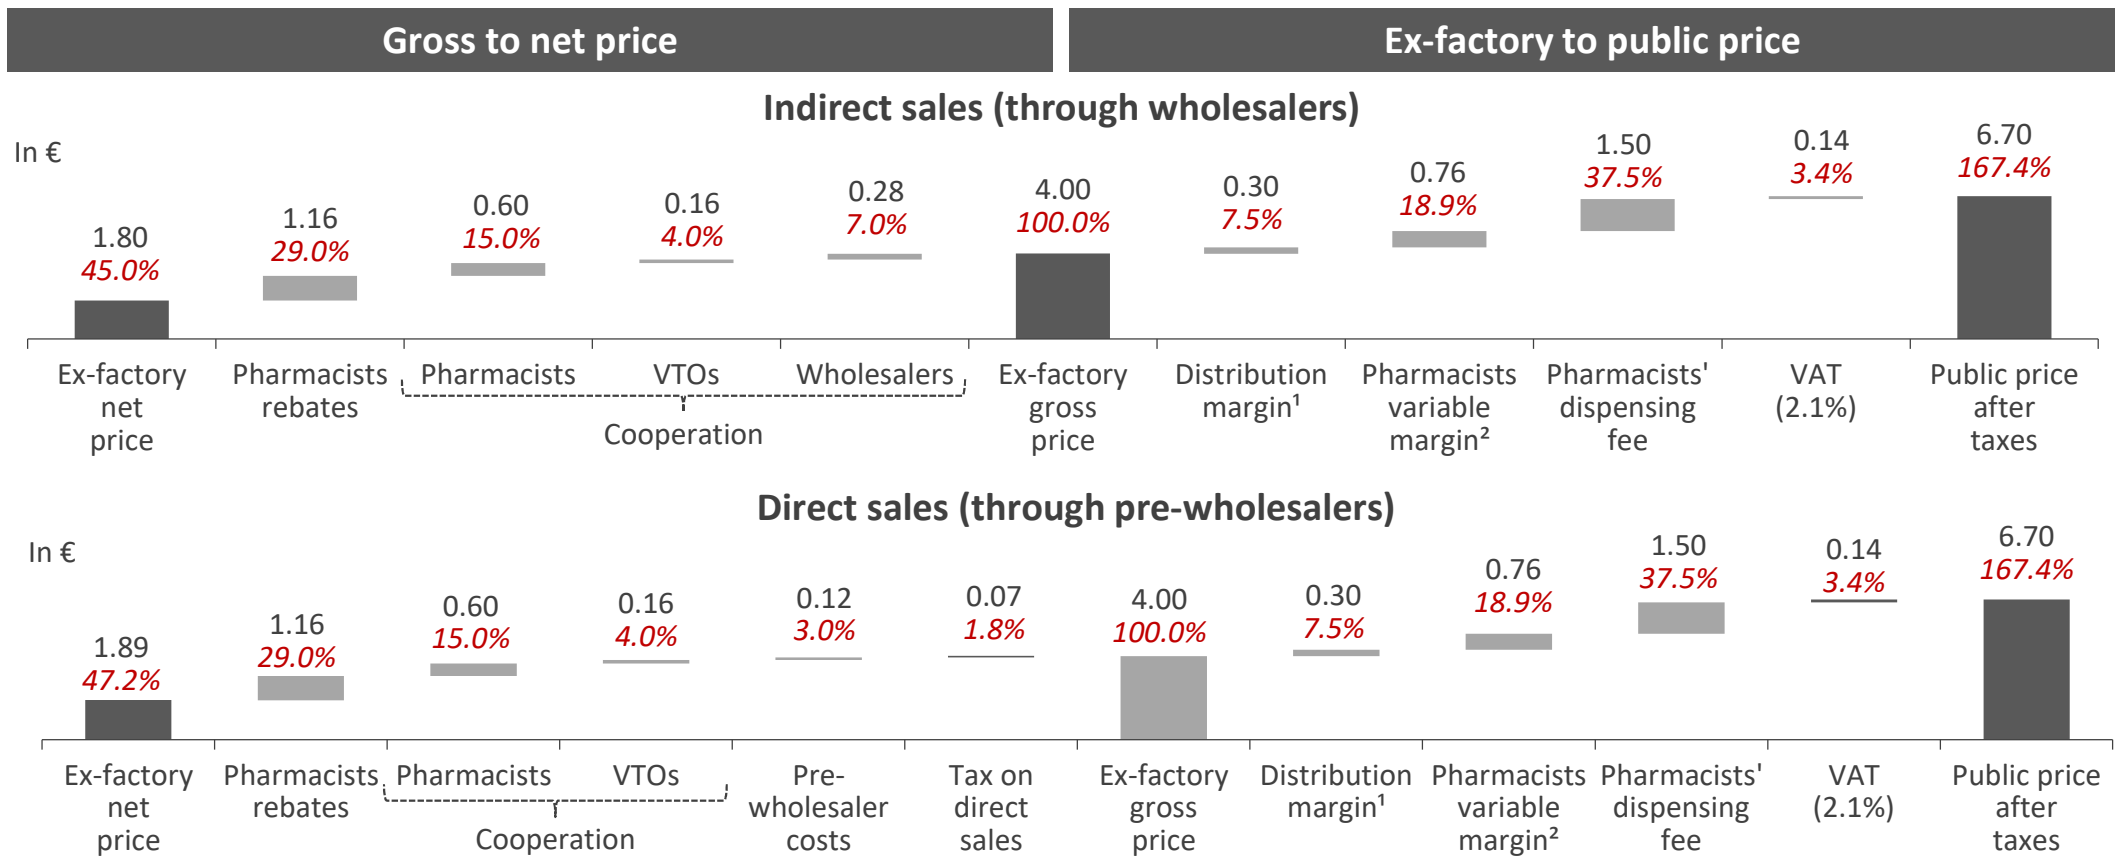 Gross to net price
Ex-factory to public price
Indirect sales (through wholesalers)
In €
1.80
45.0%
1.16
29.0%
0.60
15.0%
0.16
4.0%
0.28
7.0%
4.00
100.0%
0.30
7.5%
0.76
18.9%
1.50
37.5%
0.14
3.4%
6.70
167.4%
Ex-factory
net
price
Pharmacists
rebates
Pharmacists
VTOs
Wholesalers
Cooperation
Ex-factory
gross
price
Distribution
margin¹
Pharmacists
variable
margin²
Pharmacists'
dispensing
fee
VAT
(2.1%)
Public price
after
taxes
Direct sales (through pre-wholesalers)
In €
1.89
47.2%
1.16
29.0%
0.60
15.0%
0.16
4.0%
0.12
3.0%
0.07
1.8%
4.00
100.0%
0.30
7.5%
0.76
18.9%
1.50
37.5%
0.14
3.4%
6.70
167.4%
Ex-factory
net
price
Pharmacists
rebates
Pharmacists
VTOs
Cooperation
Pre-
wholesaler
costs
Tax on
direct
sales
Ex-factory
gross
price
Distribution
margin¹
Pharmacists
variable
margin²
Pharmacists'
dispensing
fee
VAT
(2.1%)
Public price
after
taxes